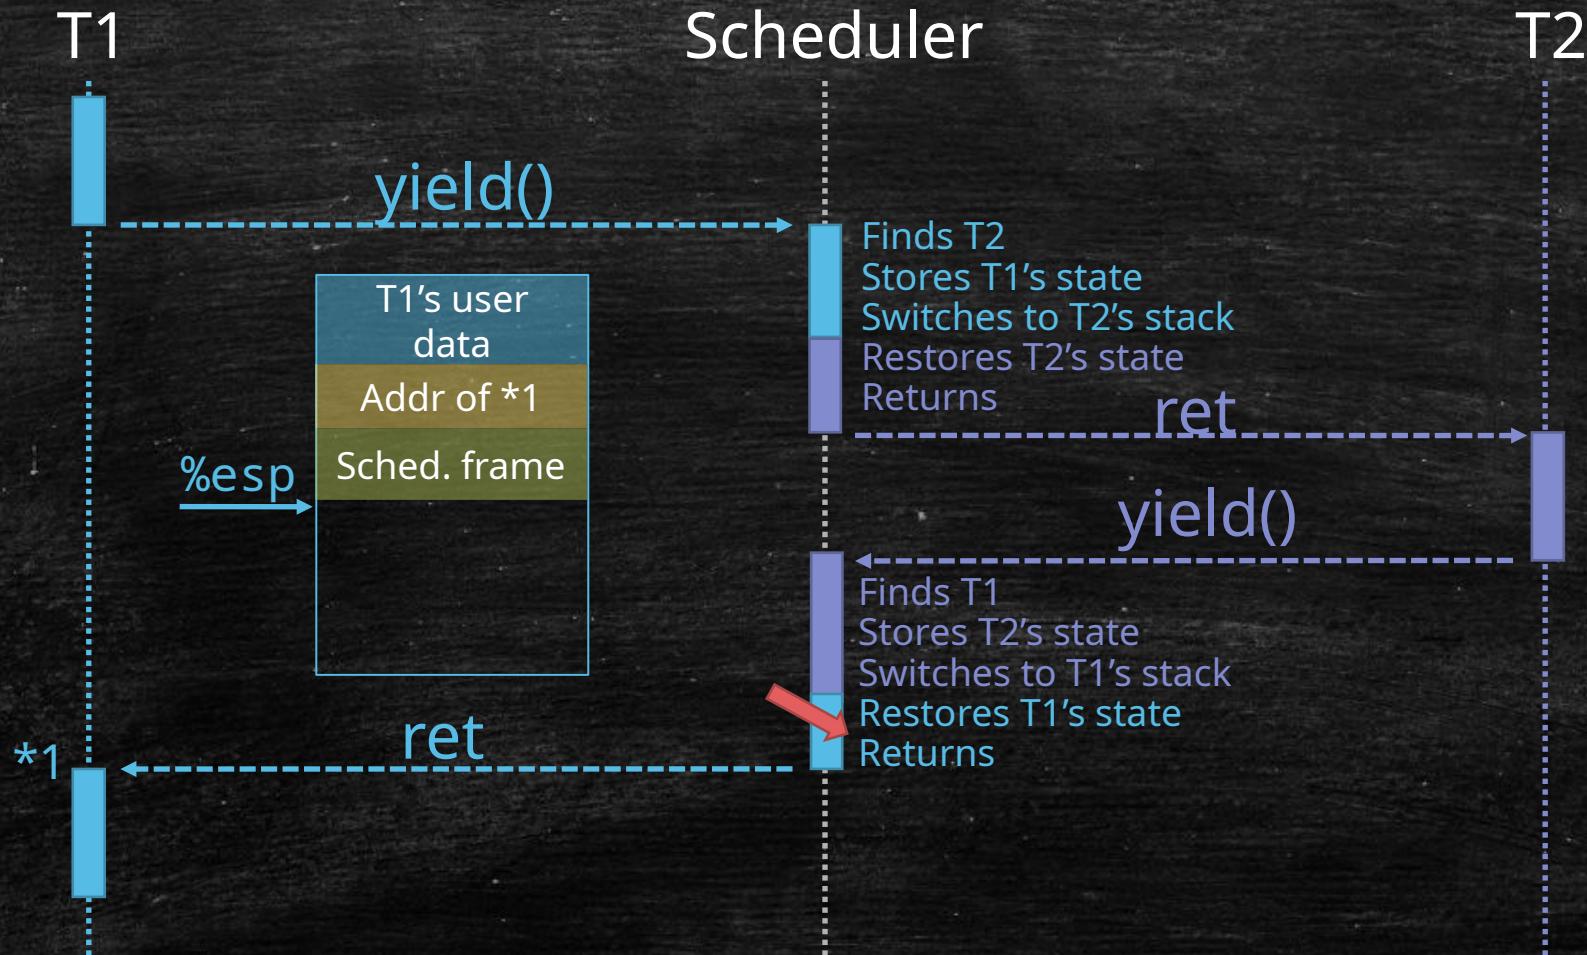 T1
Scheduler
T2
yield()
Finds T2
Stores T1's state
Switches to T2's stack
Restores T2's state
Returns
ret
T1’s user
data
Addr of *1
Sched. frame
%esp
yield()
Finds T1
Stores T2’s state
Switches to T1’s stack
Restores T1’s state
Returns
ret
*1